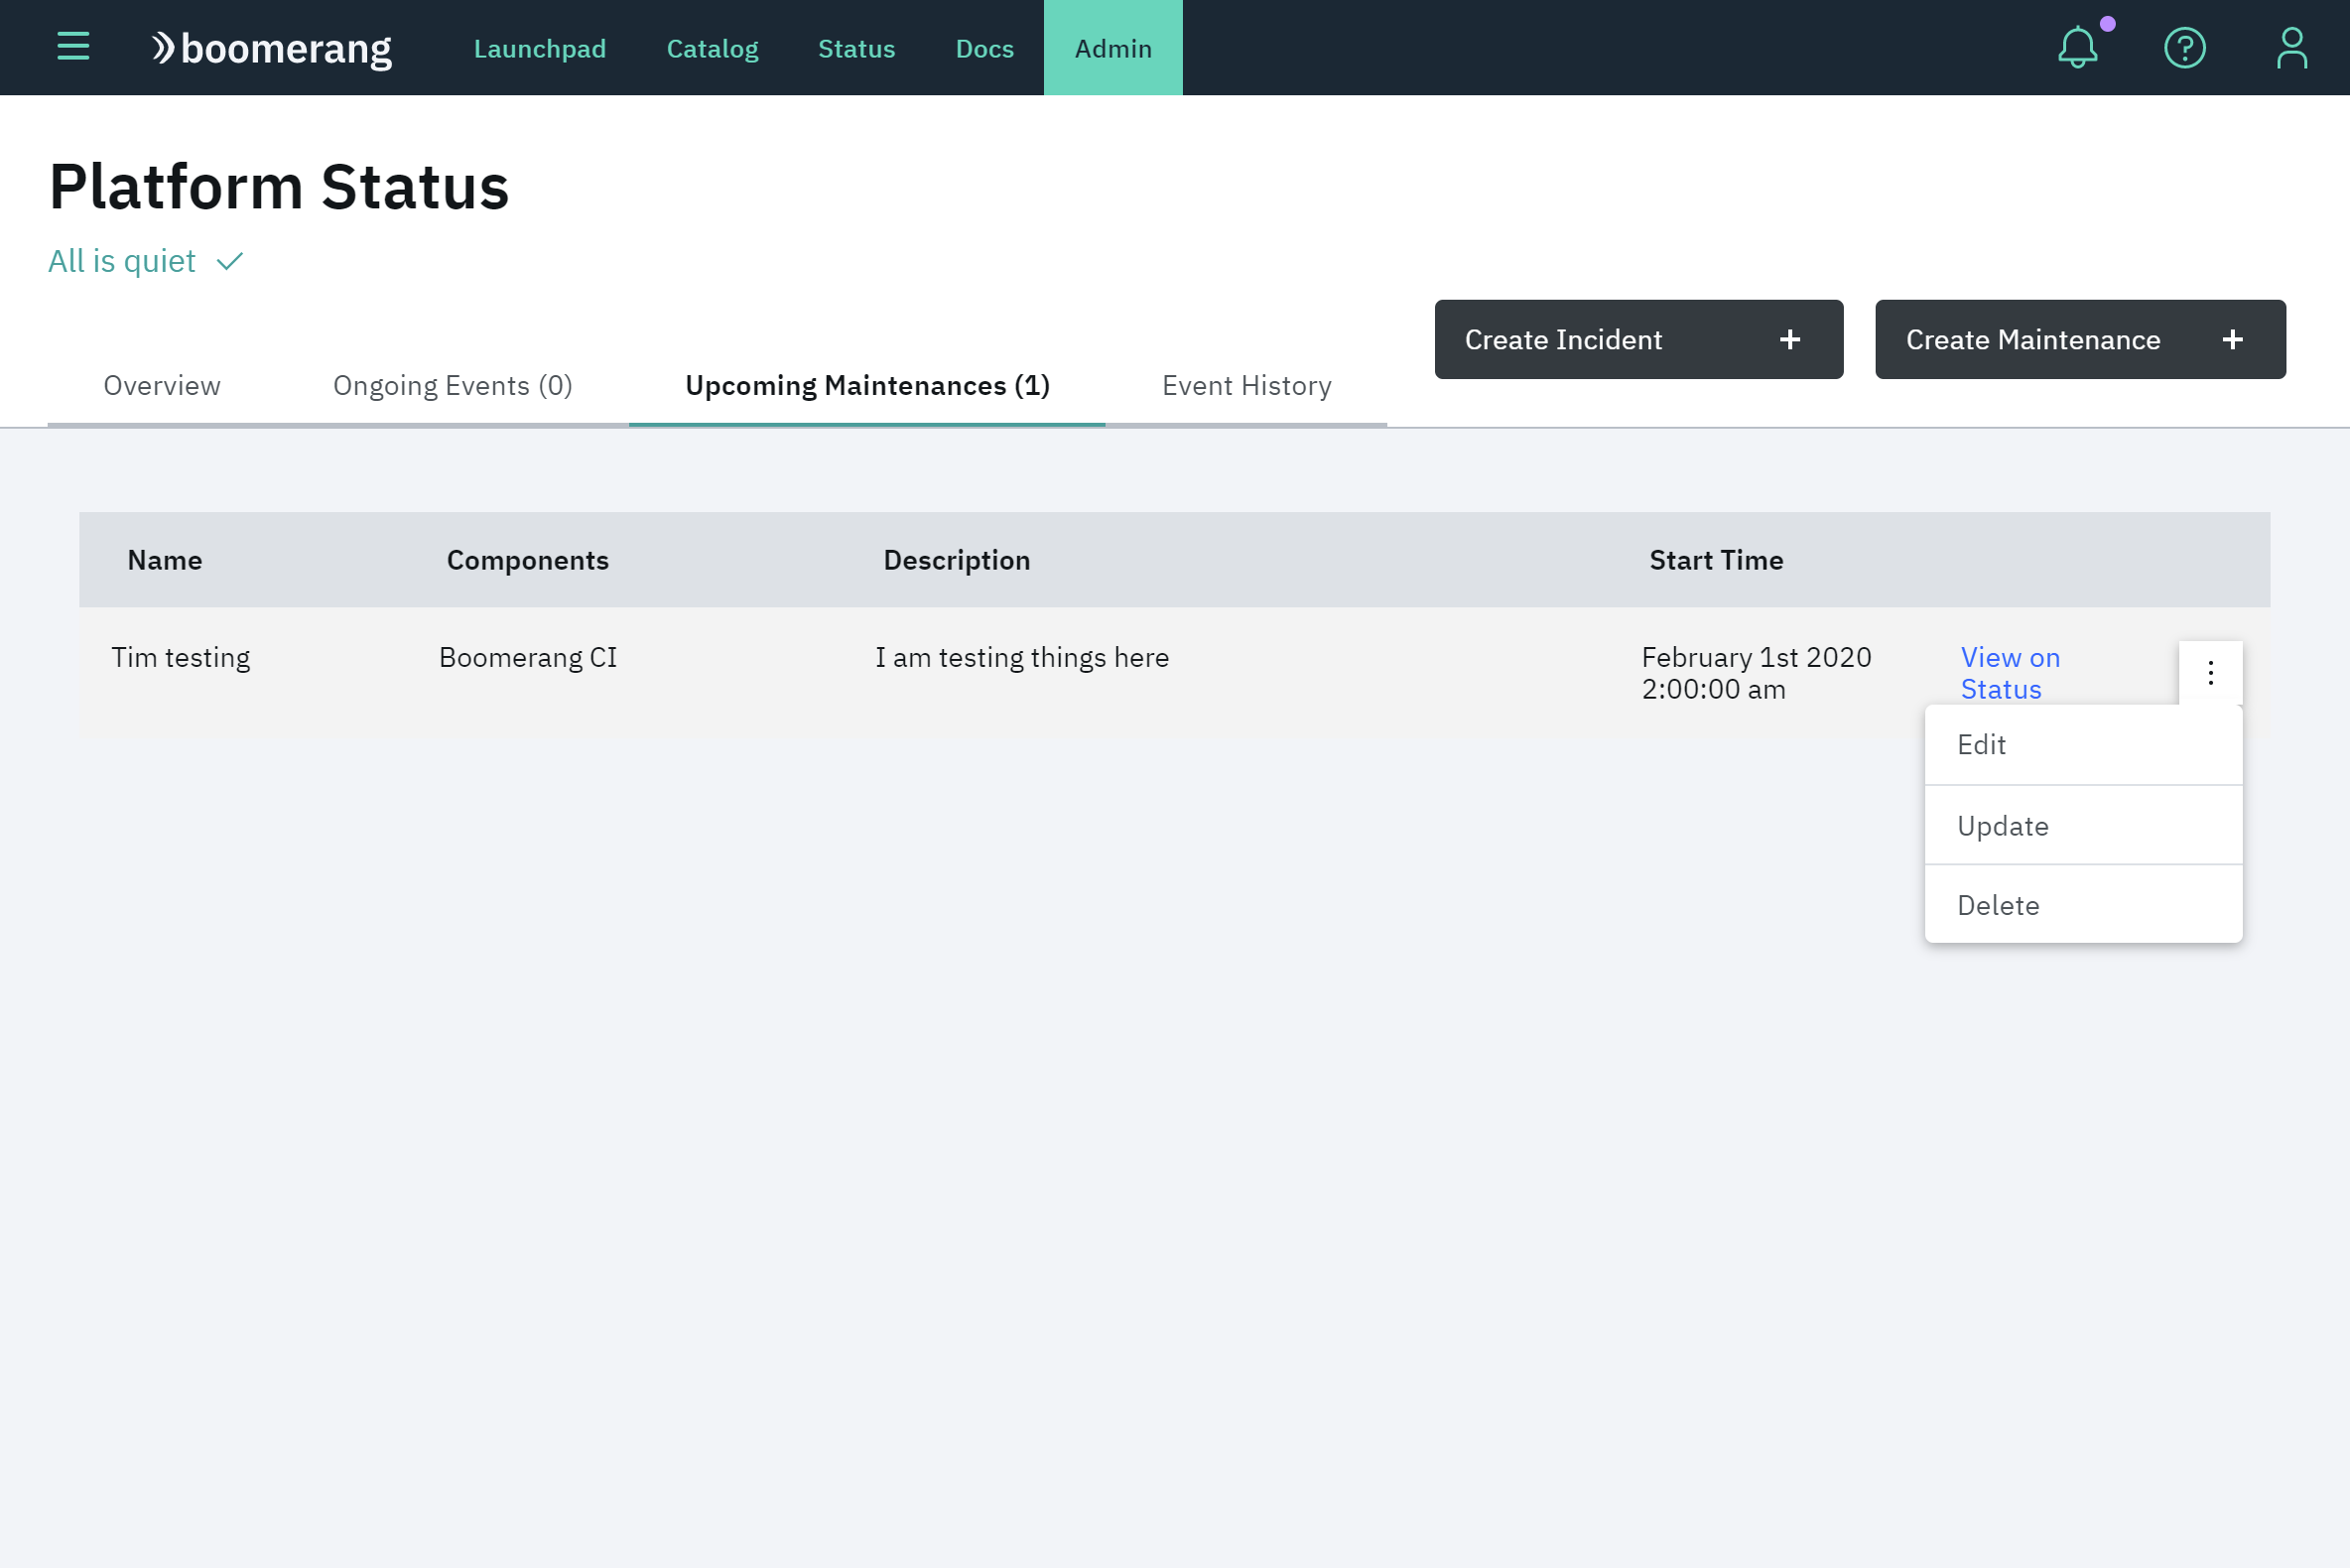 boomerang
Launchpad
Catalog
Status
Docs
Admin
Platform Status
All is quiet
Create Incident
Create Maintenance
Overview
Ongoing Events (0)
Upcoming Maintenances (1)
Event History
Name
Components
Description
Start Time
Tim testing
Boomerang CI
I am testing things here
February 1st 2020
2:00:00 am
View on
Status
Edit
Update
Delete